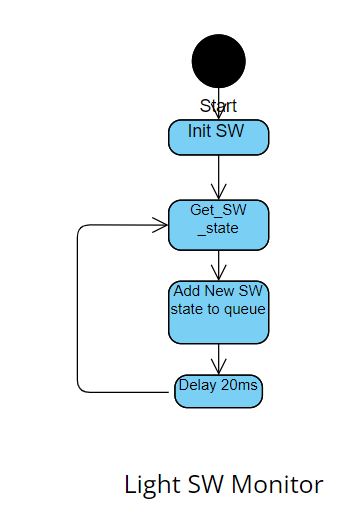 Start
Init SW
Get_SW
_state
Add New SW
state to queue
Delay 20ms
Light SW Monitor